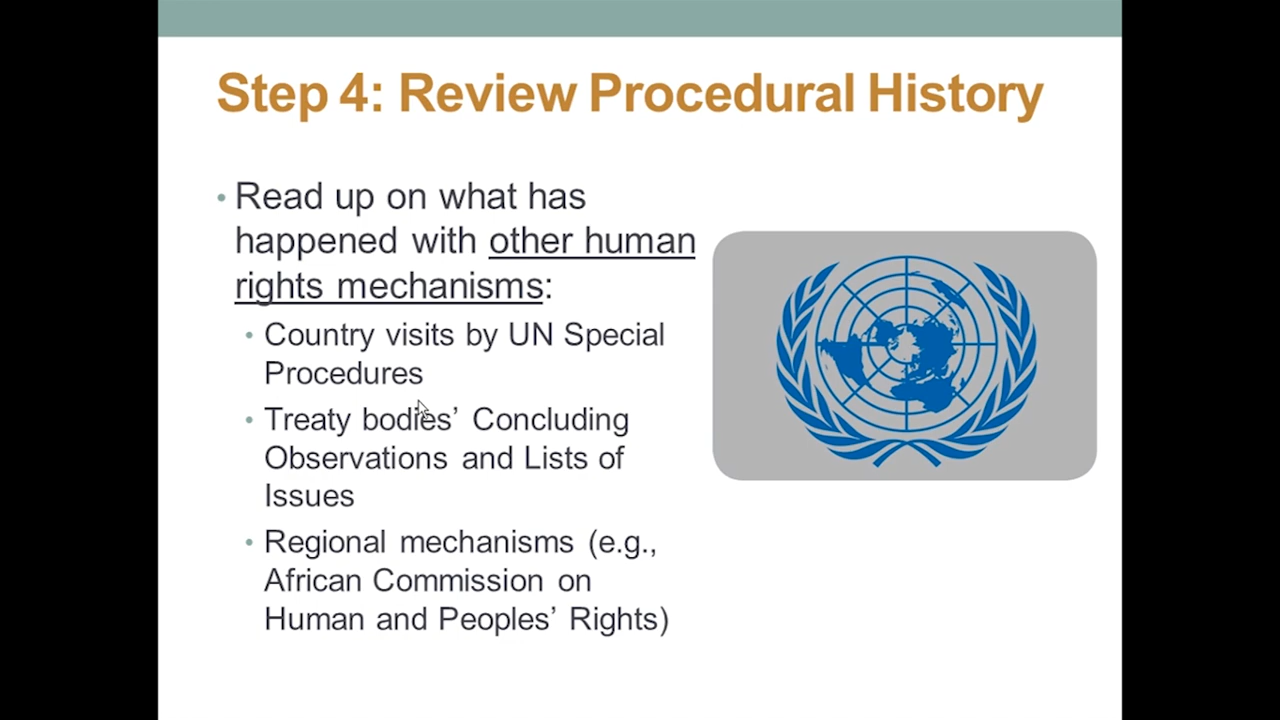 Step 4: Review Procedural History
• Read up on what has
happened with other human
rights mechanisms:
• Country visits by UN Special
Procedures
• Treaty bodies’ Concluding
Observations and Lists of
Issues
• Regional mechanisms (e.g.,
African Commission on
Human and Peoples’ Rights)